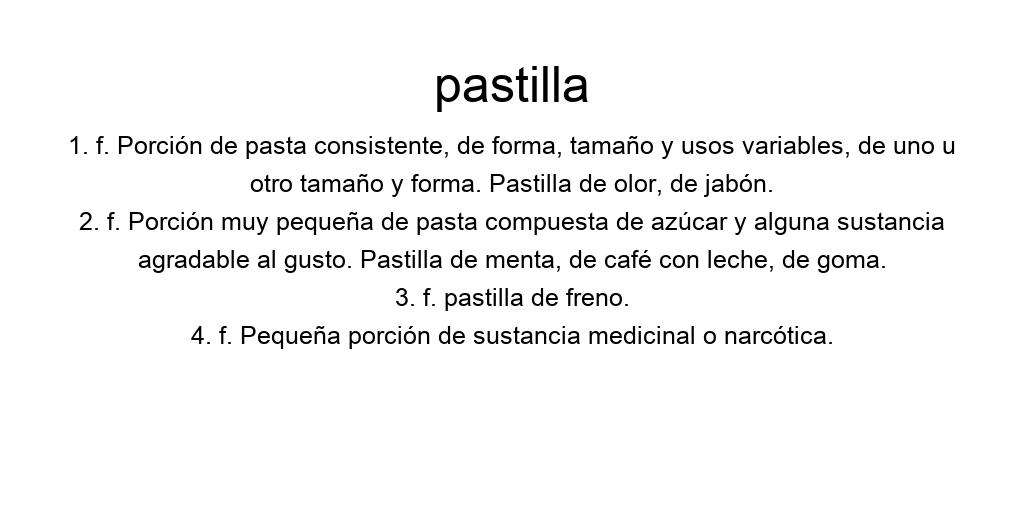 pastilla
1. f. Porción de pasta consistente, de forma, tamaño y usos variables, de uno u
otro tamaño y forma. Pastilla de olor, de jabón.
2. f. Porción muy pequeña de pasta compuesta de azúcar y alguna sustancia
agradable al gusto. Pastilla de menta, de café con leche, de goma.
3. f. pastilla de freno.
4. f. Pequeña porción de sustancia medicinal o narcótica.